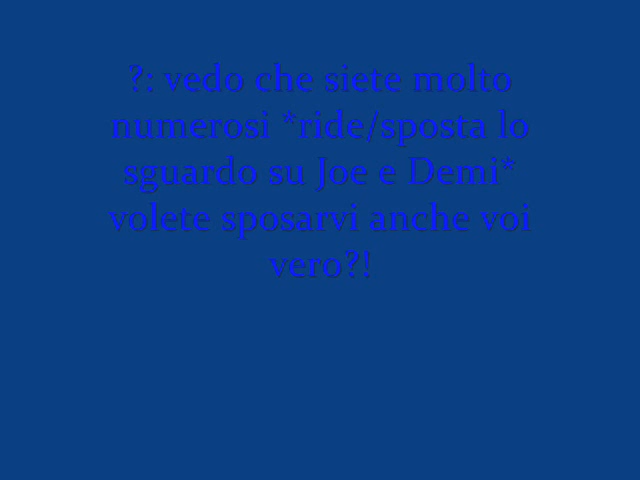 ?: vedo che siete molto
numerosi *ride/sposta lo
sguardo su Joe e Demi*
volete sposarvi anche voi
vero?!